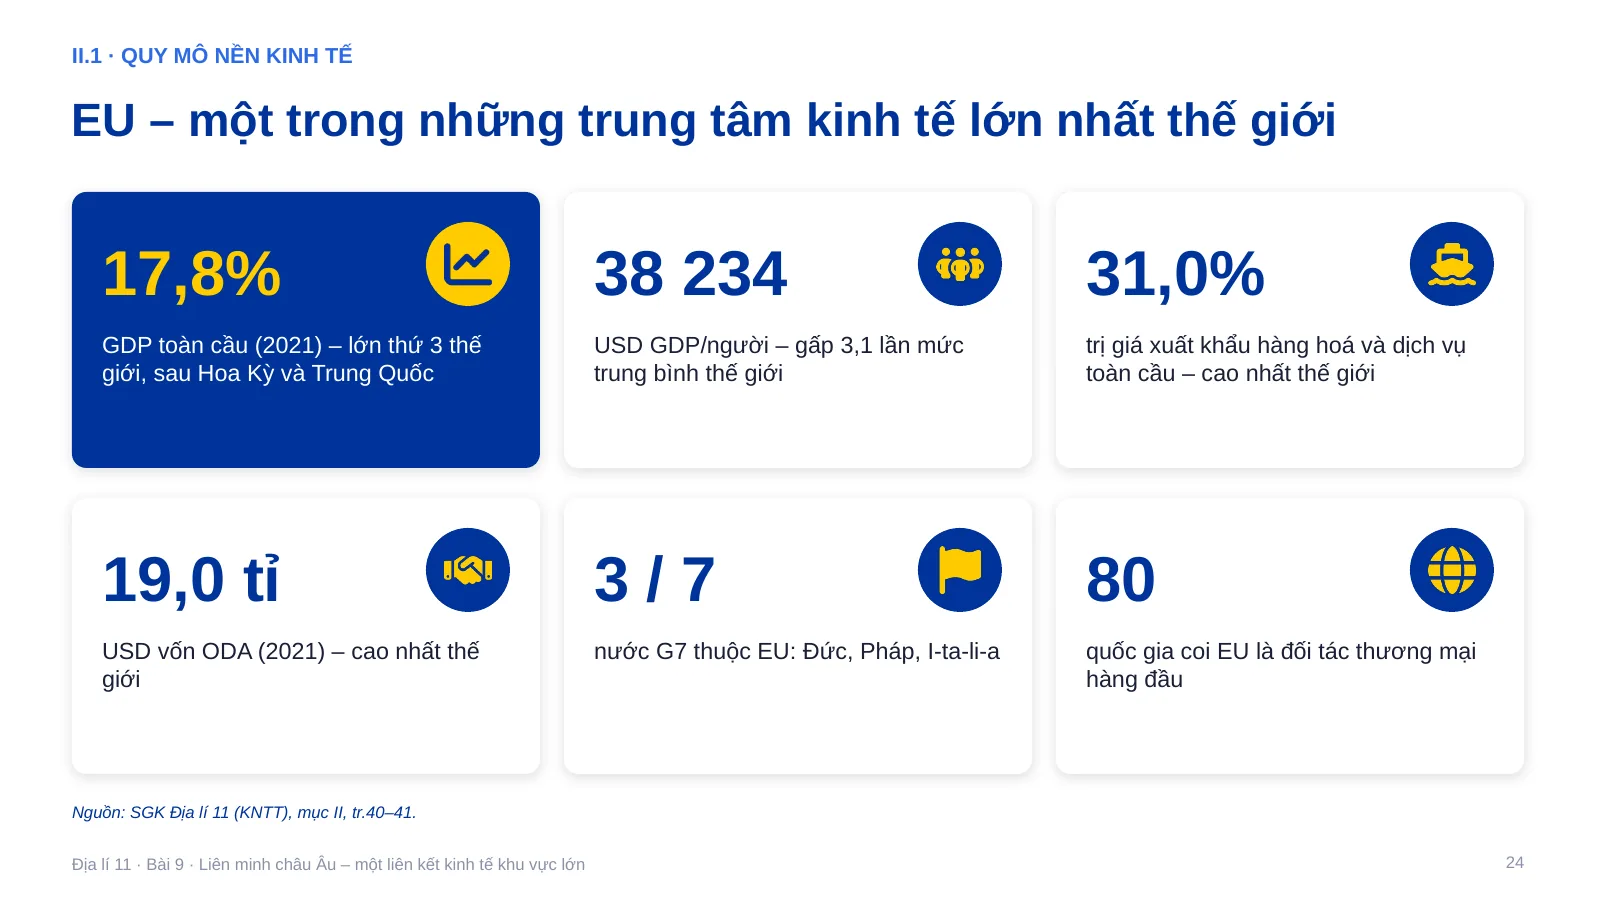 II.1 · QUY MÔ NỀN KINH TẾ
EU – một trong những trung tâm kinh tế lớn nhất thế giới
17,8%
GDP toàn cầu (2021) – lớn thứ 3 thế
giới, sau Hoa Kỳ và Trung Quốc
38 234
USD GDP/người – gấp 3,1 lần mức
trung bình thế giới
31,0%
trị giá xuất khẩu hàng hoá và dịch vụ
toàn cầu – cao nhất thế giới
19,0 tỉ
USD vốn ODA (2021) – cao nhất thế
giới
3 / 7
nước G7 thuộc EU: Đức, Pháp, I-ta-li-a
80
quốc gia coi EU là đối tác thương mại
hàng đầu
Nguồn: SGK Địa lí 11 (KNTT), mục II, tr.40–41.
Địa lí 11 · Bài 9 · Liên minh châu Âu – một liên kết kinh tế khu vực lớn
24